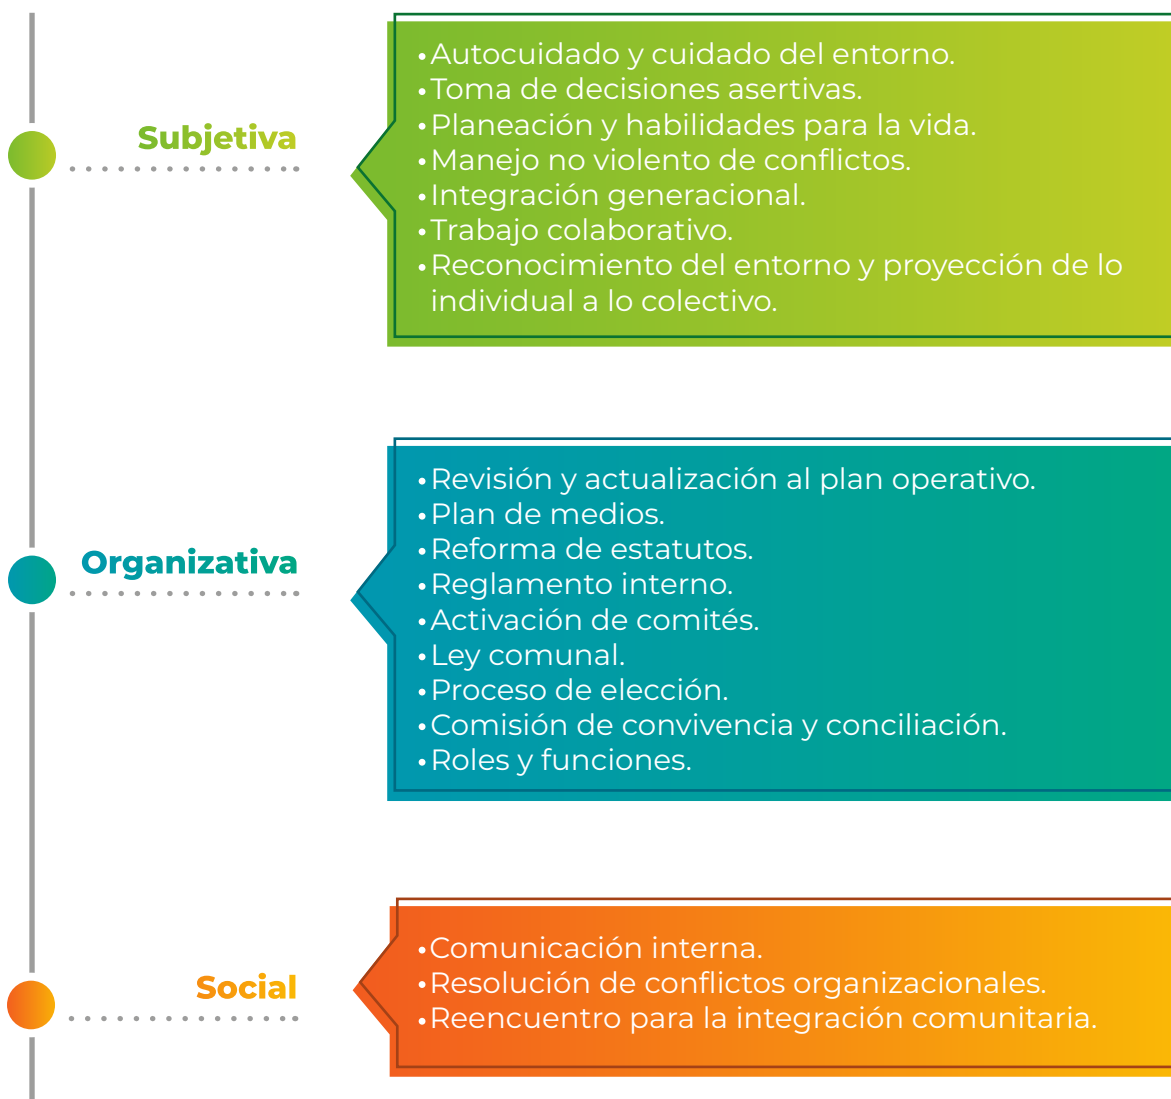 Subjetiva
•Autocuidado y cuidado del entorno.
•Toma de decisiones asertivas.
•Planeación y habilidades para la vida.
•Manejo no violento de conflictos.
•Integración generacional.
•Trabajo colaborativo.
•Reconocimiento del entorno y proyección de lo
individual a lo colectivo.
Organizativa
•Revisión y actualización al plan operativo.
•Plan de medios.
•Reforma de estatutos.
•Reglamento interno.
•Activación de comités.
•Ley comunal.
•Proceso de elección.
•Comisión de convivencia y conciliación.
•Roles y funciones.
Social
•Comunicación interna.
•Resolución de conflictos organizacionales.
•Reencuentro para la integración comunitaria.